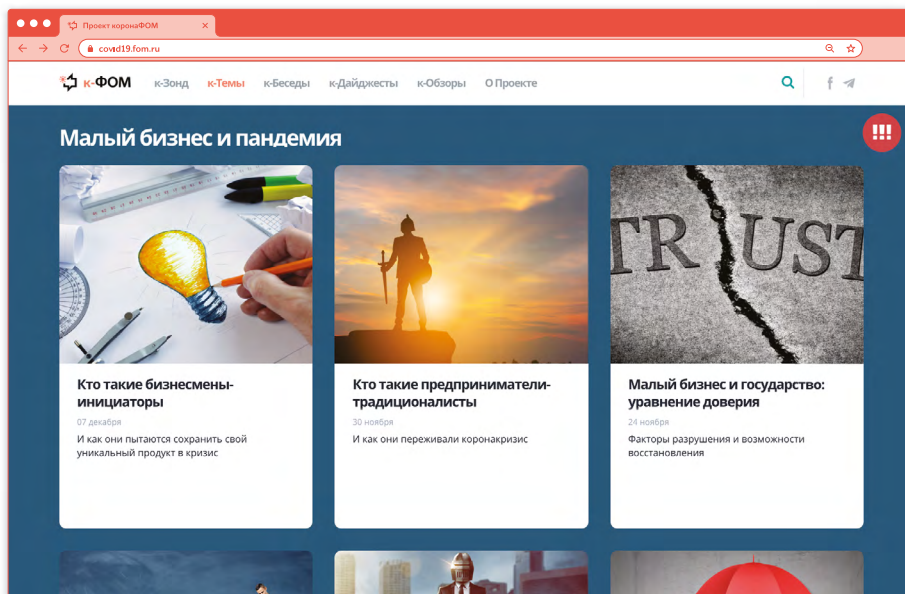 Проект коронаФОМ
covid19.fom.ru
к-ФОМ
к-Зонд к-Темы к-Беседы к-Дайджесты к-Обзоры О Проекте
Малый бизнес и пандемия
TRUST
Кто такие бизнесмены-
инициаторы
07 декабря
И как они пытаются сохранить свой
уникальный продукт в кризис
Кто такие предприниматели-
традиционалисты
30 ноября
И как они переживали коронакризис
Малый бизнес и государство:
уравнение доверия
24 ноября
Факторы разрушения и возможности
восстановления